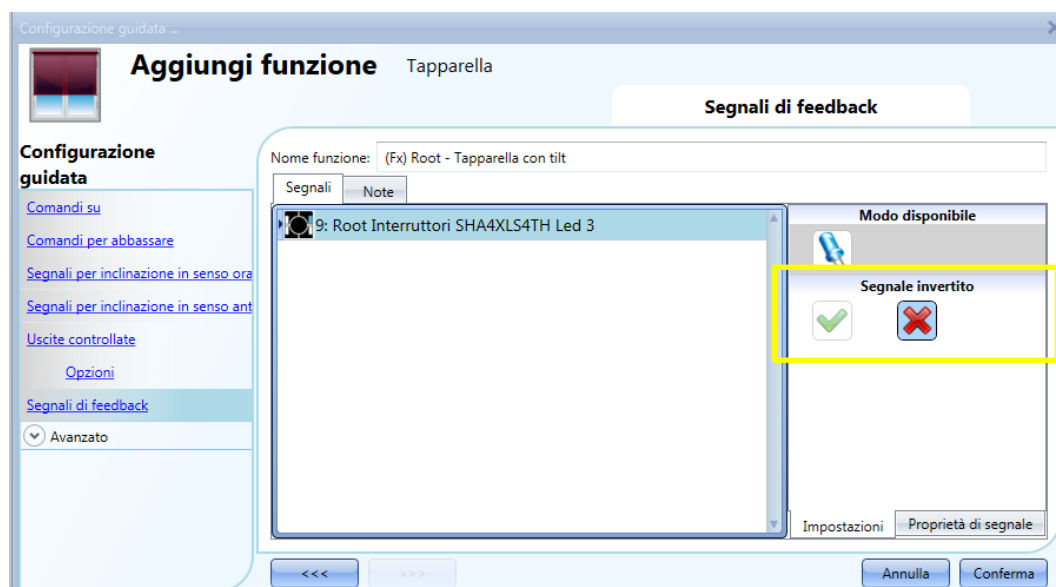 Configurazione guidata ...
Aggiungi funzione Tapparella
Segnali di feedback
Configurazione
guidata
Comandi su
Comandi per abbassare
Segnali per inclinazione in senso ora
Segnali per inclinazione in senso ant
Uscite controllate
Opzioni
Segnali di feedback
Avanzato
Nome funzione: (Fx) Root - Tapparella con tilt
Segnali Note
9: Root Interruttori SHA4XLS4TH Led 3
Modo disponibile
Segnale invertito
Impostazioni Proprietà di segnale
<<< >>> Annulla Conferma